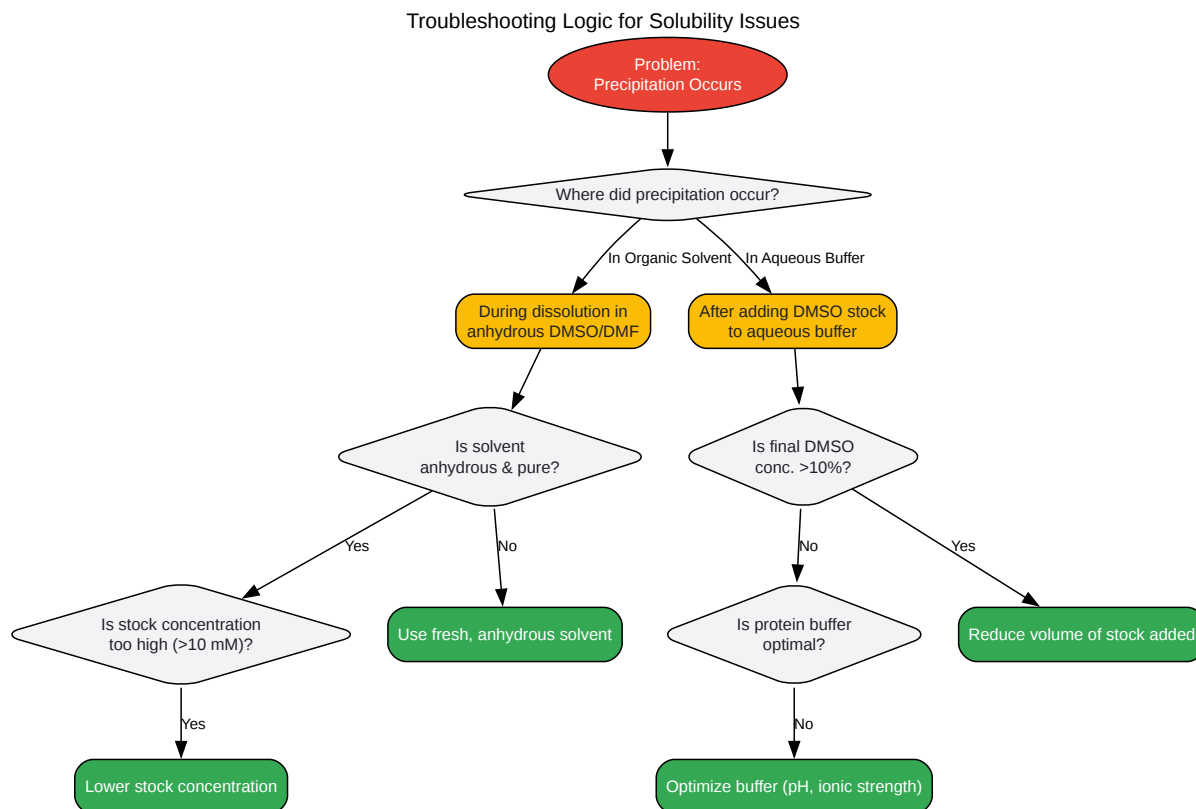 Troubleshooting Logic for Solubility Issues
Problem:
Precipitation Occurs
Where did precipitation occur?
In Organic Solvent
In Aqueous Buffer
During dissolution in
anhydrous DMSO/DMF
After adding DMSO stock
to aqueous buffer
Is solvent
anhydrous & pure?
Is final DMSO
conc. >10%?
Yes
No
No
Yes
Is stock concentration
too high (>10 mM)?
Use fresh, anhydrous solvent
Is protein buffer
optimal?
Reduce volume of stock added
Yes
No
Lower stock concentration
Optimize buffer (pH, ionic strength)